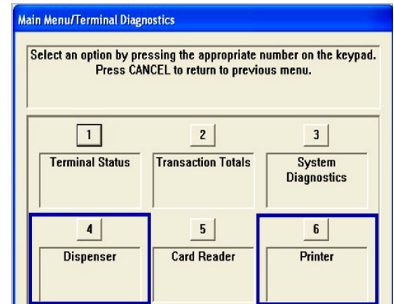 Main Menu/Terminal Diagnostics
Select an option by pressing the appropriate number on the keypad.
Press CANCEL to return to previous menu.
1 2 3
Terminal Status Transaction Totals System
Diagnostics
4 5 6
Dispenser Card Reader Printer